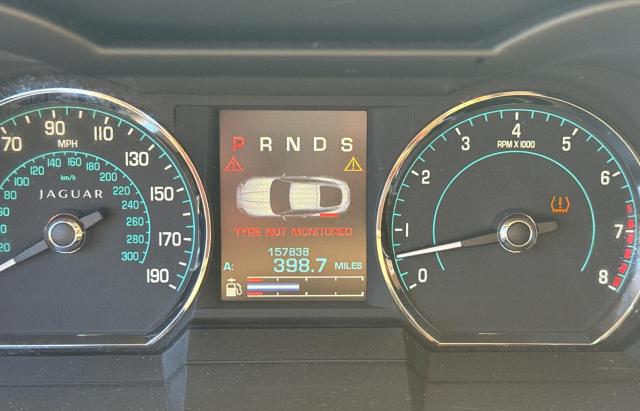 70 90 110 130 150 170 190
MPH
80 100 120 140 160 180 200 220 240 260 280 300
km/h
JAGUAR
P R N D S
TYRE NOT MONITORED
157838
A: 398.7 MILES
0 1 2 3 4 5 6 7 8
RPM X1000